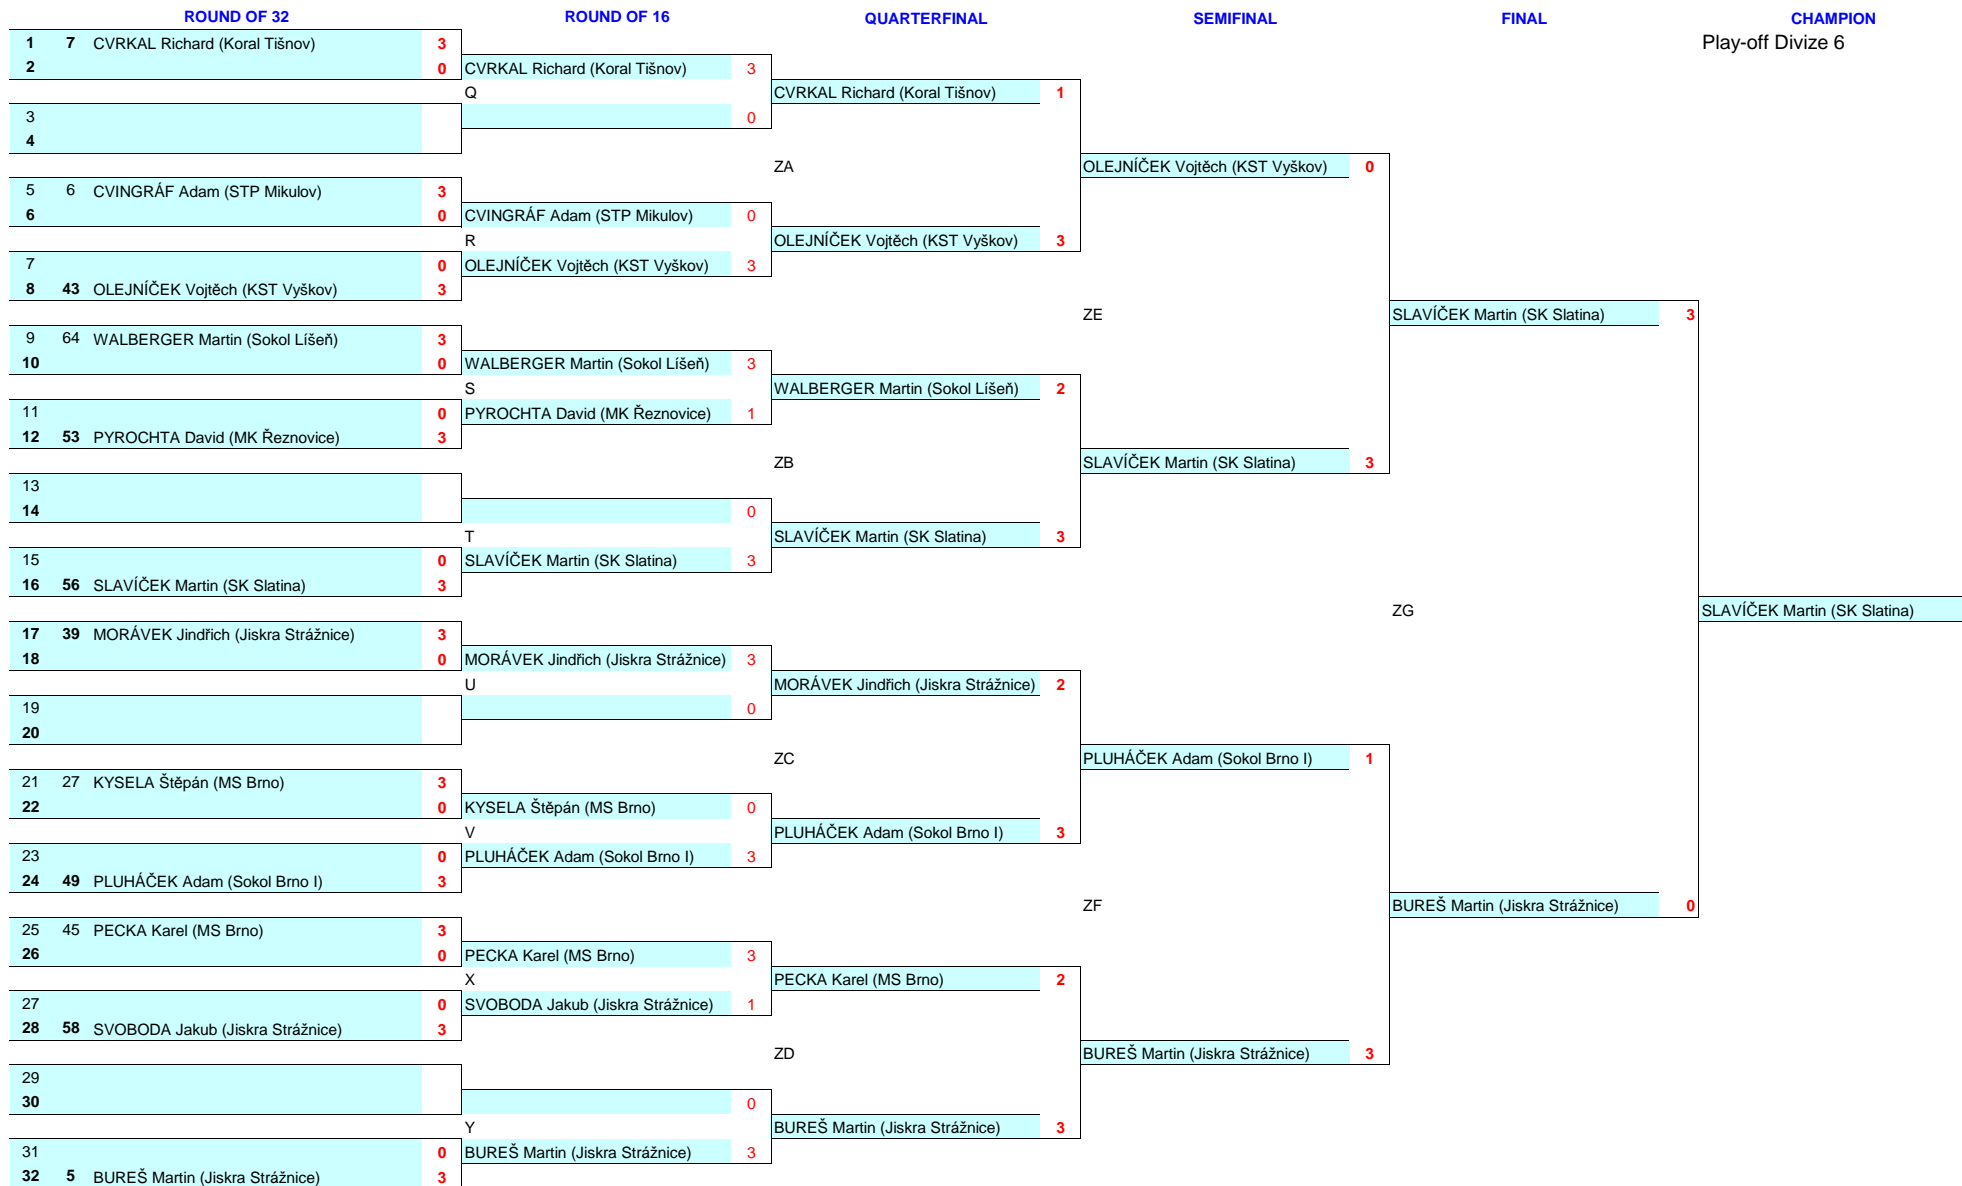 ROUND OF 32 ROUND OF 16 QUARTERFINAL SEMIFINAL FINAL CHAMPION
1 7 CVRKAL Richard (Koral Tišnov) 3 Play-off Divize 6
2 0 CVRKAL Richard (Koral Tišnov) 3
Q CVRKAL Richard (Koral Tišnov) 1
3 0
4
ZA OLEJNÍČEK Vojtěch (KST Vyškov) 0
5 6 CVINGRÁF Adam (STP Mikulov) 3
6 0 CVINGRÁF Adam (STP Mikulov) 0
R OLEJNÍČEK Vojtěch (KST Vyškov) 3
7 0 OLEJNÍČEK Vojtěch (KST Vyškov) 3
8 43 OLEJNÍČEK Vojtěch (KST Vyškov) 3
ZE SLAVÍČEK Martin (SK Slatina) 3
9 64 WALBERGER Martin (Sokol Líšeň) 3
10 0 WALBERGER Martin (Sokol Líšeň) 3
S WALBERGER Martin (Sokol Líšeň) 2
11 0 PYROCHTA David (MK Řeznovice) 1
12 53 PYROCHTA David (MK Řeznovice) 3
ZB SLAVÍČEK Martin (SK Slatina) 3
13
14 0
T SLAVÍČEK Martin (SK Slatina) 3
15 0 SLAVÍČEK Martin (SK Slatina) 3
16 56 SLAVÍČEK Martin (SK Slatina) 3
ZG SLAVÍČEK Martin (SK Slatina)
17 39 MORÁVEK Jindřich (Jiskra Strážnice) 3
18 0 MORÁVEK Jindřich (Jiskra Strážnice) 3
U MORÁVEK Jindřich (Jiskra Strážnice) 2
19 0
20
ZC PLUHÁČEK Adam (Sokol Brno I) 1
21 27 KYSELA Štěpán (MS Brno) 3
22 0 KYSELA Štěpán (MS Brno) 0
V PLUHÁČEK Adam (Sokol Brno I) 3
23 0 PLUHÁČEK Adam (Sokol Brno I) 3
24 49 PLUHÁČEK Adam (Sokol Brno I) 3
ZF BUREŠ Martin (Jiskra Strážnice) 0
25 45 PECKA Karel (MS Brno) 3
26 0 PECKA Karel (MS Brno) 3
X PECKA Karel (MS Brno) 2
27 0 SVOBODA Jakub (Jiskra Strážnice) 1
28 58 SVOBODA Jakub (Jiskra Strážnice) 3
ZD BUREŠ Martin (Jiskra Strážnice) 3
29
30 0
Y BUREŠ Martin (Jiskra Strážnice) 3
31 0 BUREŠ Martin (Jiskra Strážnice) 3
32 5 BUREŠ Martin (Jiskra Strážnice) 3